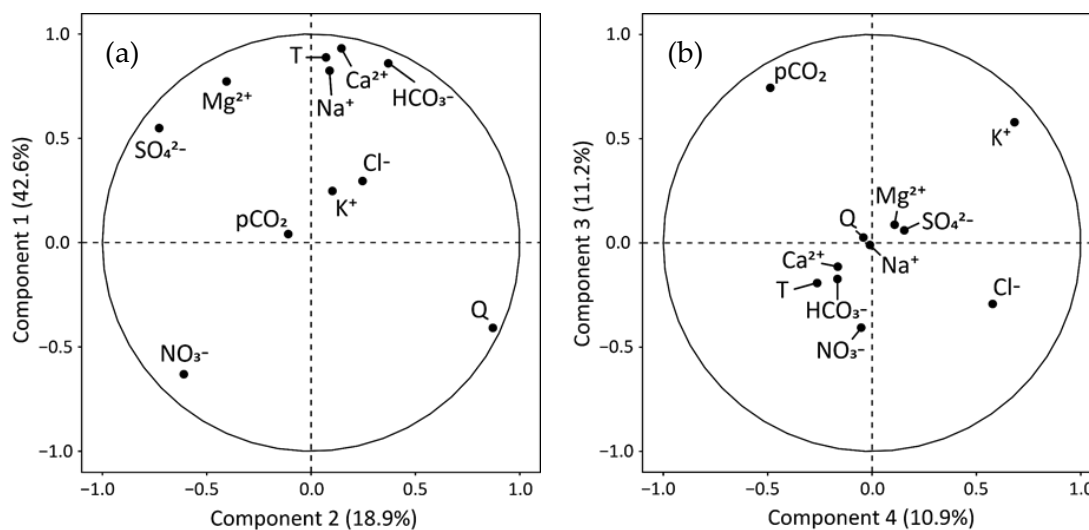 (a)
T
Ca²⁺
Na⁺
HCO₃-
Mg²⁺
SO₄²-
Cl-
K⁺
pCO₂
Q
NO₃-
1.0
0.5
0.0
−0.5
−1.0
Component 1 (42.6%)
−1.0
−0.5
0.0
0.5
1.0
Component 2 (18.9%)
(b)
pCO₂
K⁺
Mg²⁺
Q
SO₄²-
Na⁺
Ca²⁺
T
HCO₃-
Cl-
NO₃-
1.0
0.5
0.0
−0.5
−1.0
Component 3 (11.2%)
−1.0
−0.5
0.0
0.5
1.0
Component 4 (10.9%)